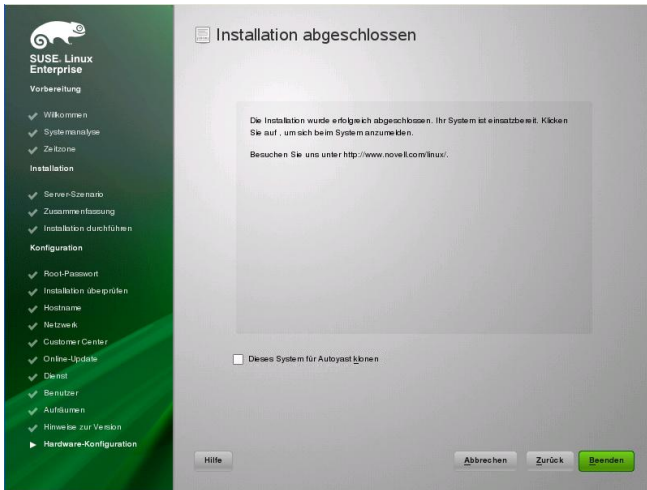 SUSE. Linux
Enterprise
Vorbereitung
Willkommen
Systemanalyse
Zeitzone
Installation
Server-Szenario
Zusammenfassung
Installation durchführen
Konfiguration
Root-Passwort
Installation überprüfen
Hostname
Netzwerk
Customer Center
Online-Update
Dienst
Benutzer
Aufräumen
Hinweise zur Version
Hardware-Konfiguration
Installation abgeschlossen
Die Installation wurde erfolgreich abgeschlossen. Ihr System ist einsatzbereit. Klicken
Sie auf , um sich beim System anzumelden.
Besuchen Sie uns unter http://www.novell.com/linux/.
Dieses System für Autoyast klonen
Hilfe
Abbrechen
Zurück
Beenden